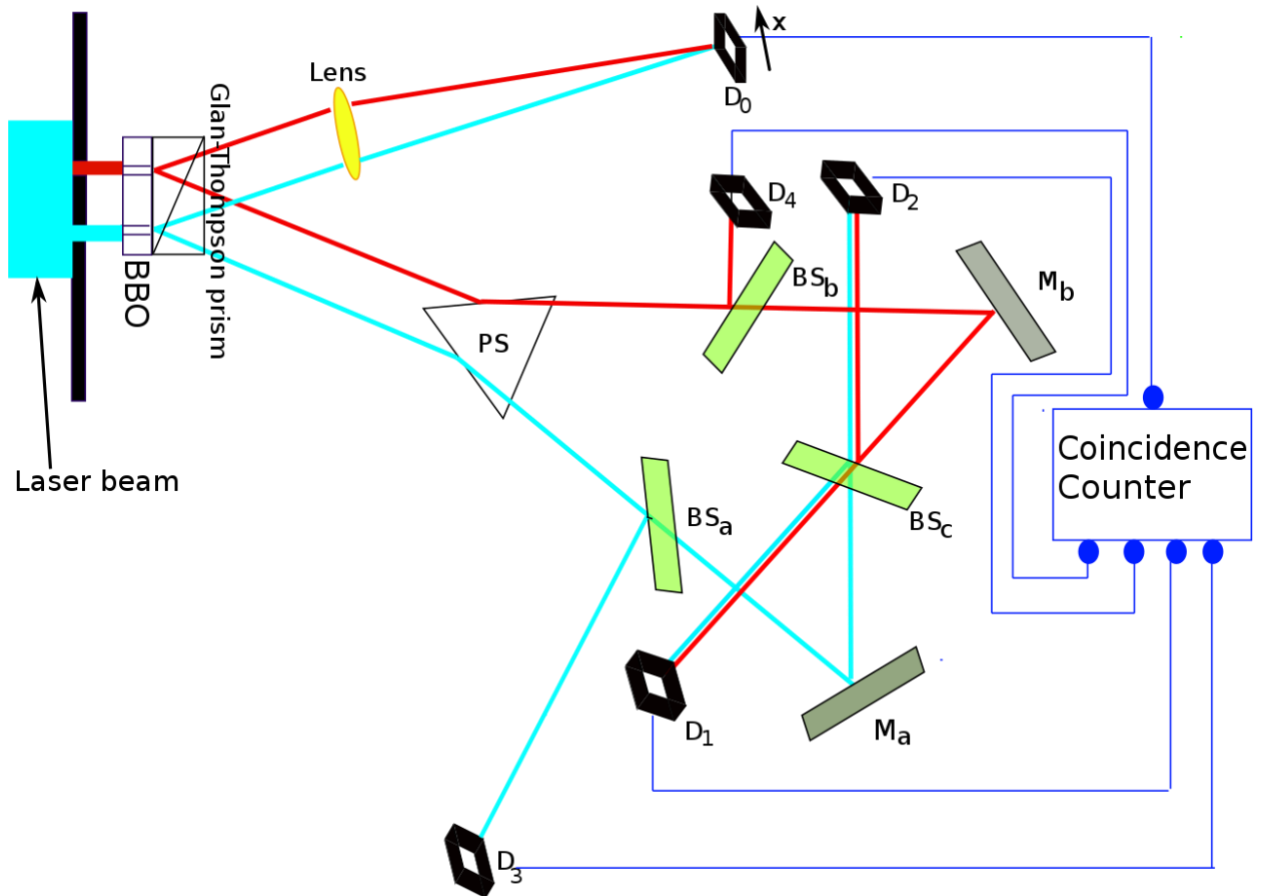 x
Lens
D0
Glan-Thompson prism
D4
D2
BSb
Mb
BBO
PS
Coincidence
Counter
Laser beam
BSa
BSc
D1
Ma
D3